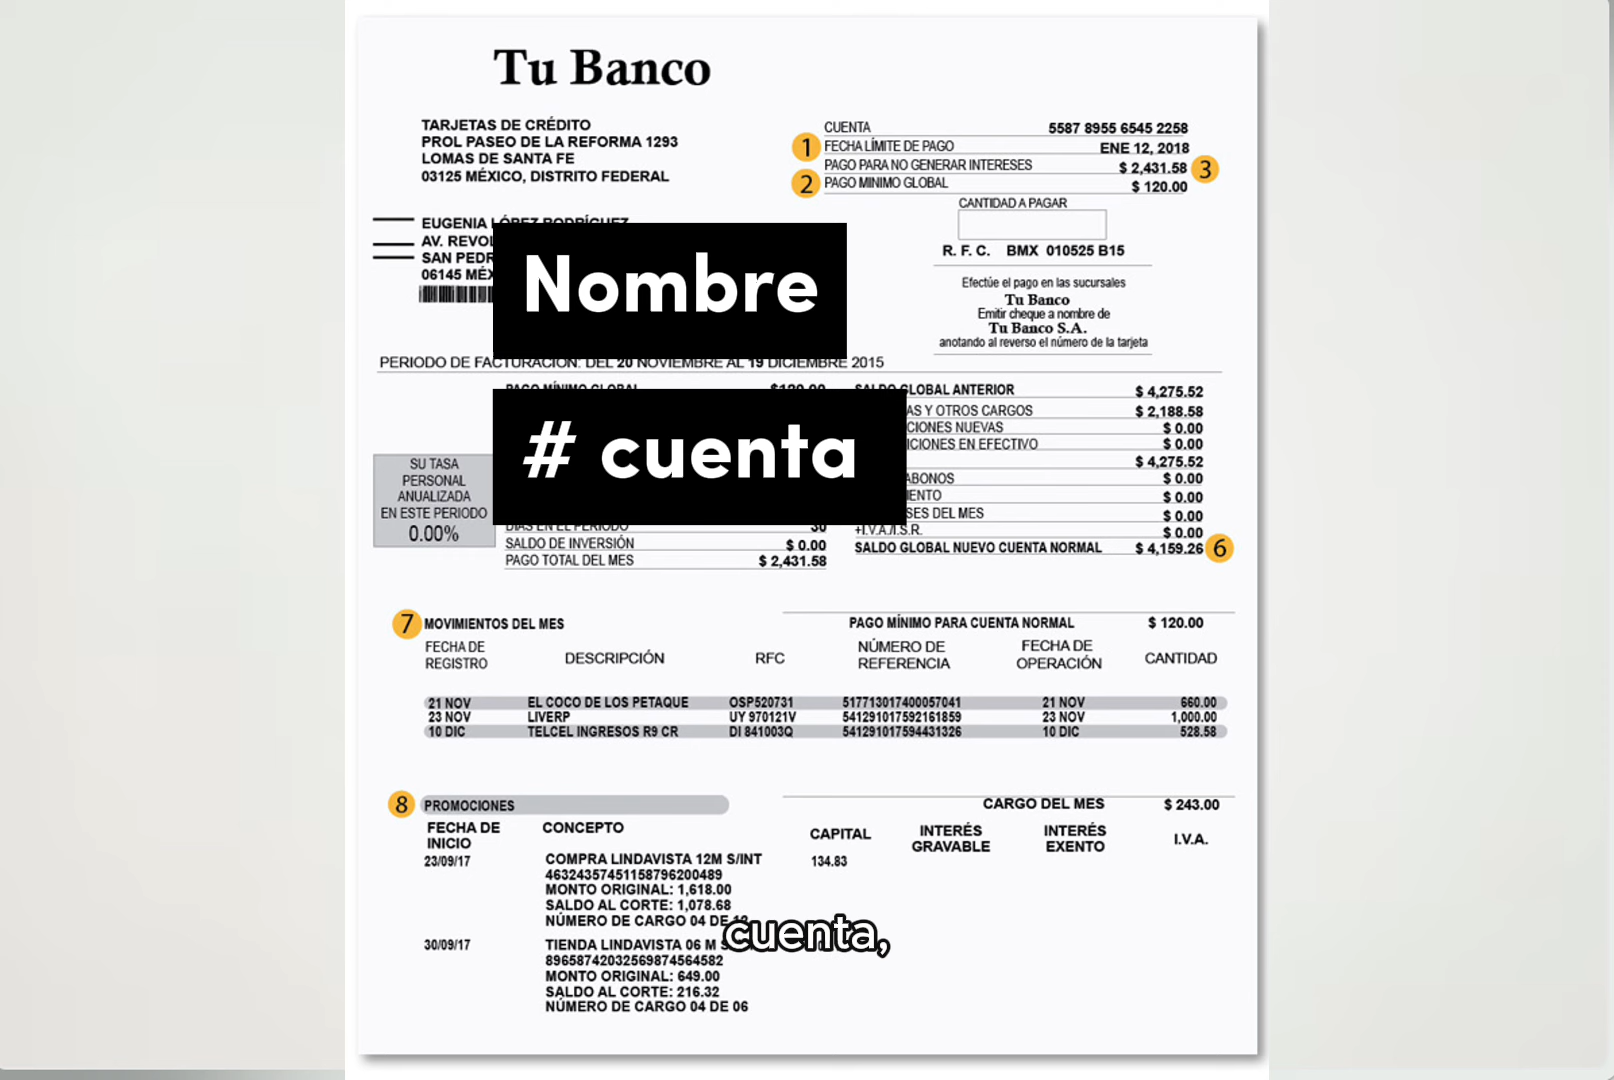 Tu Banco
TARJETAS DE CRÉDITO
PROL PASEO DE LA REFORMA 1293
LOMAS DE SANTA FE
03125 MÉXICO, DISTRITO FEDERAL
CUENTA 5587 8955 6545 2258
1 FECHA LÍMITE DE PAGO ENE 12, 2018
PAGO PARA NO GENERAR INTERESES $ 2,431.58 3
2 PAGO MINIMO GLOBAL $ 120.00
CANTIDAD A PAGAR
R. F. C. BMX 010525 B15
EUGENIA LÓPEZ RODRÍGUEZ
AV. REVOL
SAN PEDR
06145 MÉX
Efectúe el pago en las sucursales
Tu Banco
Emitir cheque a nombre de
Tu Banco S.A.
anotando al reverso el número de la tarjeta
Nombre
PERIODO DE FACTURACIÓN: DEL 20 NOVIEMBRE AL 19 DICIEMBRE 2015
PAGO MÍNIMO GLOBAL $120.00
# cuenta
SU TASA
PERSONAL
ANUALIZADA
EN ESTE PERIODO
0.00%
DÍAS EN EL PERIODO 30
SALDO DE INVERSIÓN $ 0.00
PAGO TOTAL DEL MES $ 2,431.58
SALDO GLOBAL ANTERIOR $ 4,275.52
AS Y OTROS CARGOS $ 2,188.58
CIONES NUEVAS $ 0.00
ICIONES EN EFECTIVO $ 0.00
$ 4,275.52
ABONOS $ 0.00
IENTO $ 0.00
SES DEL MES $ 0.00
+I.V.A./I.S.R. $ 0.00
SALDO GLOBAL NUEVO CUENTA NORMAL $ 4,159.26 6
7 MOVIMIENTOS DEL MES PAGO MÍNIMO PARA CUENTA NORMAL $ 120.00
FECHA DE REGISTRO DESCRIPCIÓN RFC NÚMERO DE REFERENCIA FECHA DE OPERACIÓN CANTIDAD
21 NOV EL COCO DE LOS PETAQUE OSP520731 517713017400057041 21 NOV 660.00
23 NOV LIVERP UY 970121V 541291017592161859 23 NOV 1,000.00
10 DIC TELCEL INGRESOS R9 CR DI 841003Q 541291017594431326 10 DIC 528.58
8 PROMOCIONES CARGO DEL MES $ 243.00
FECHA DE INICIO CONCEPTO CAPITAL INTERÉS GRAVABLE INTERÉS EXENTO I.V.A.
23/09/17 COMPRA LINDAVISTA 12M S/INT 134.83
46324357451158796200489
MONTO ORIGINAL: 1,618.00
SALDO AL CORTE: 1,078.68
NÚMERO DE CARGO 04 DE 12
cuenta,
30/09/17 TIENDA LINDAVISTA 06 M S
89658742032569874564582
MONTO ORIGINAL: 649.00
SALDO AL CORTE: 216.32
NÚMERO DE CARGO 04 DE 06